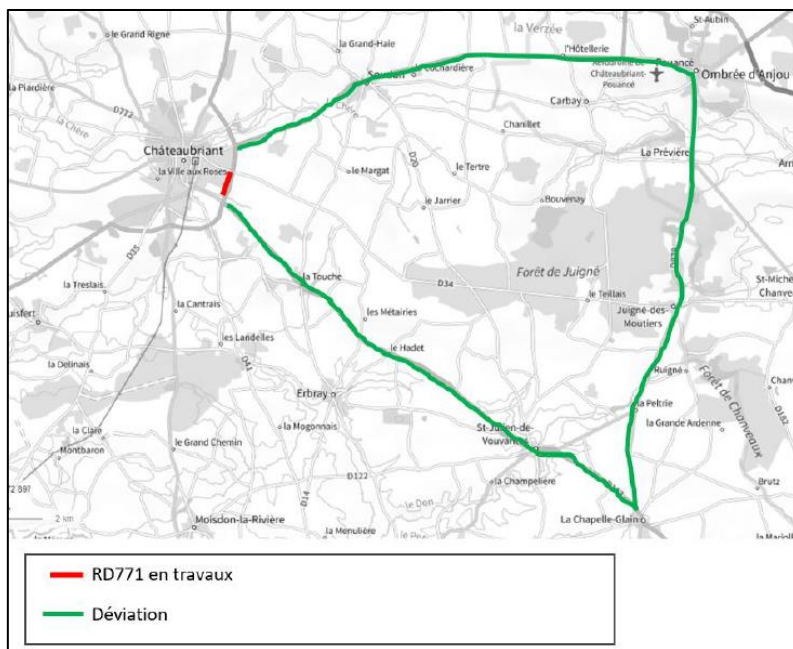 la Verzée
St-Aubin
le Grand Rigné
la Grand-Haie
l'Hôtellerie
Pouancé
Aérodrome de
Châteaubriant-
Pouancé
Ombrée d'Anjou
la Piardière
Soudan
D772
la Chère
la Chère
Carbay
Chanillet
Châteaubriant
la Ville aux Roses
le Margat
D20
le Tertre
La Prévière
le Jarrier
Bouvenay
D35
la Touche
D34
Forêt de Juigné
la Treslais
le Teillais
St-Mich
Chanve
Juigné-des-
Moutiers
la Cantrais
les Métairies
les Landelles
le Hadet
la Delinais
D41
Ruigné
Forêt de Chanveaux
Erbray
la Peltrie
D182
la Mogonnais
St-Julien-de-
Vouvantes
la Grande Ardenne
la Claie
Montbaron
le Grand Chemin
D122
la Champelière
Brutz
D14
le Don
2 km
Moisdon-la-Rivière
La Chapelle-Glain
la Menulière
RD771 en travaux
Déviation